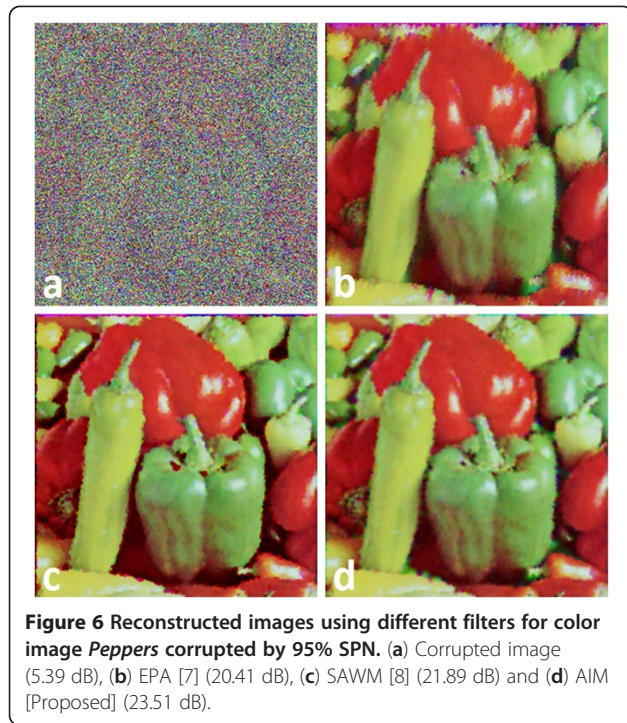 a
b
c
d
Figure 6 Reconstructed images using different filters for color
image Peppers corrupted by 95% SPN. (a) Corrupted image
(5.39 dB), (b) EPA [7] (20.41 dB), (c) SAWM [8] (21.89 dB) and (d) AIM
[Proposed] (23.51 dB).